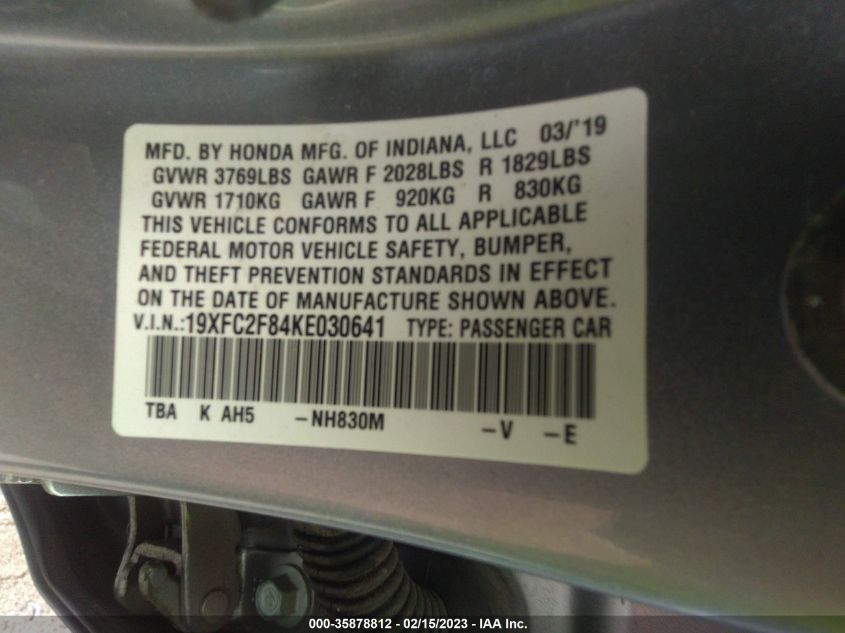 MFD. BY HONDA MFG. OF INDIANA, LLC 03/'19
GVWR 3769LBS GAWR F 2028LBS R 1829LBS
GVWR 1710KG GAWR F 920KG R 830KG
THIS VEHICLE CONFORMS TO ALL APPLICABLE
FEDERAL MOTOR VEHICLE SAFETY, BUMPER,
AND THEFT PREVENTION STANDARDS IN EFFECT
ON THE DATE OF MANUFACTURE SHOWN ABOVE.
V.I.N.:19XFC2F84KE030641 TYPE: PASSENGER CAR
TBA K AH5 –NH830M –V –E
000-35878812 - 02/15/2023 - IAA Inc.